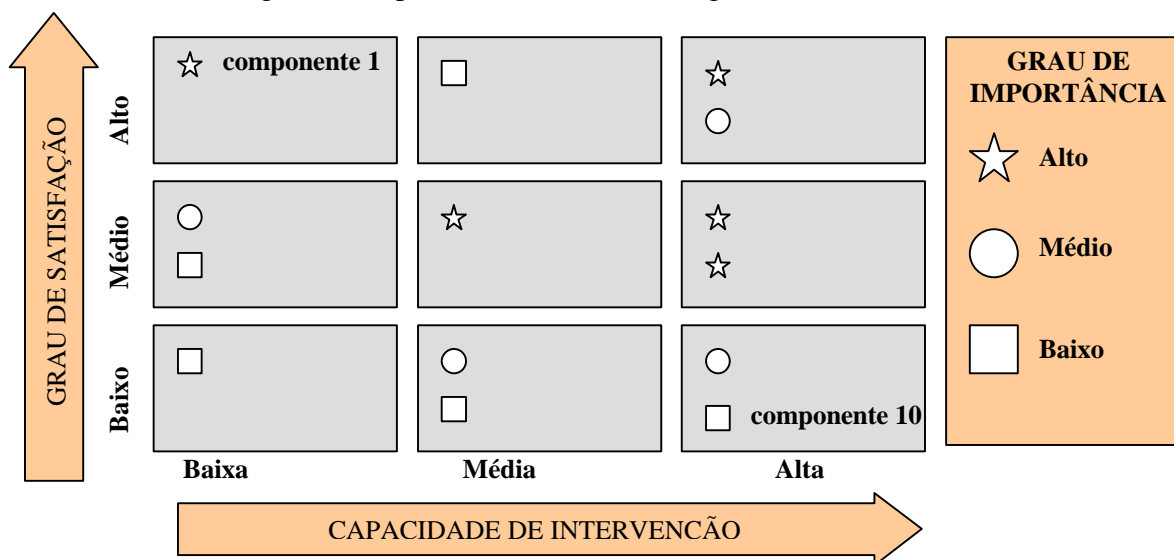 componente 1
GRAU DE
IMPORTÂNCIA
Alto
Médio
Baixo
GRAU DE SATISFAÇÃO
Alto
Médio
Baixo
componente 10
Baixa
Média
Alta
CAPACIDADE DE INTERVENCÃO